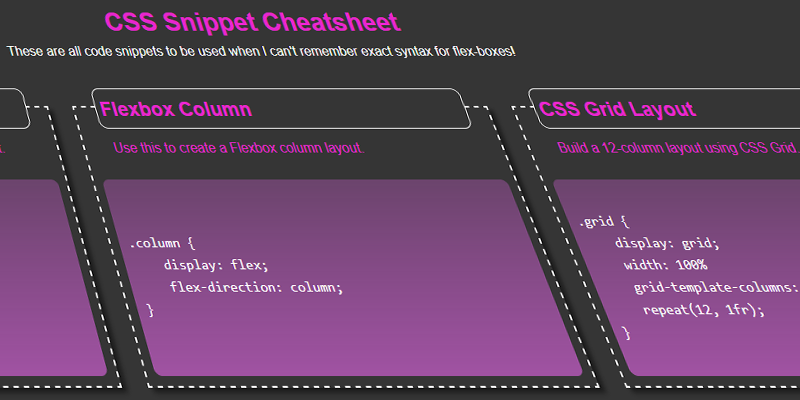 CSS Snippet Cheatsheet
These are all code snippets to be used when I can't remember exact syntax for flex-boxes!
Flexbox Column
Use this to create a Flexbox column layout.
.column {
display: flex;
flex-direction: column;
}
CSS Grid Layout
Build a 12-column layout using CSS Grid.
.grid {
display: grid;
width: 100%
grid-template-columns:
repeat(12, 1fr);
}